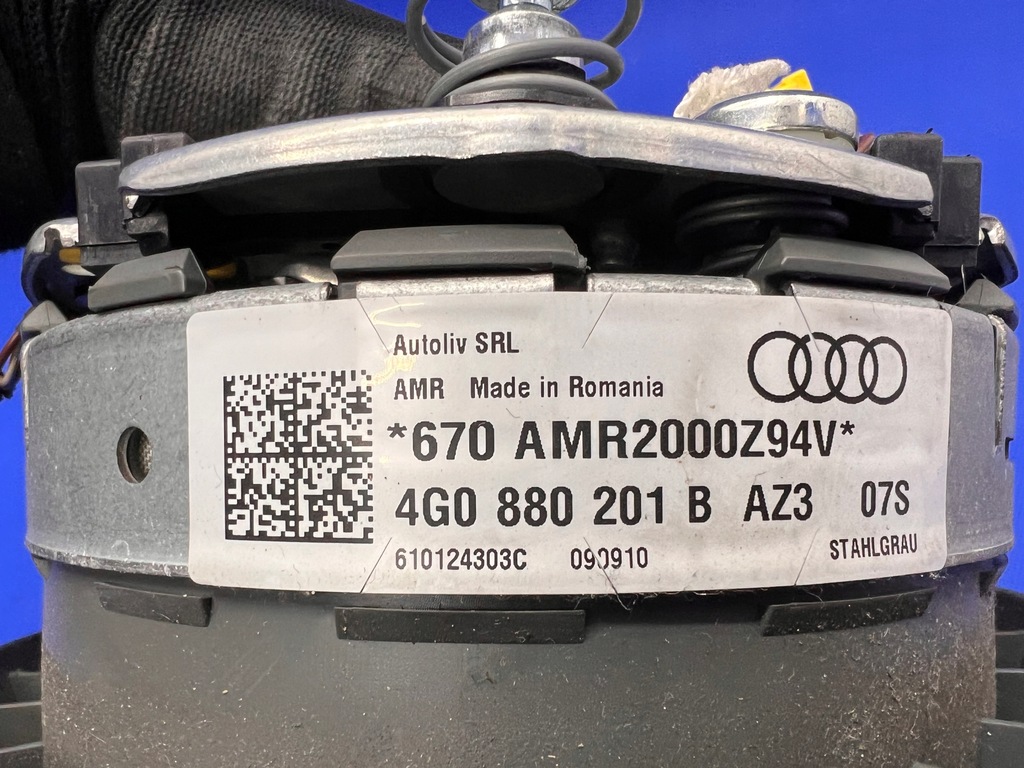 Autoliv SRL
AMR Made in Romania
*670 AMR2000Z94V*
4G0 880 201 B AZ3 07S
610124303C 090910 STAHLGRAU